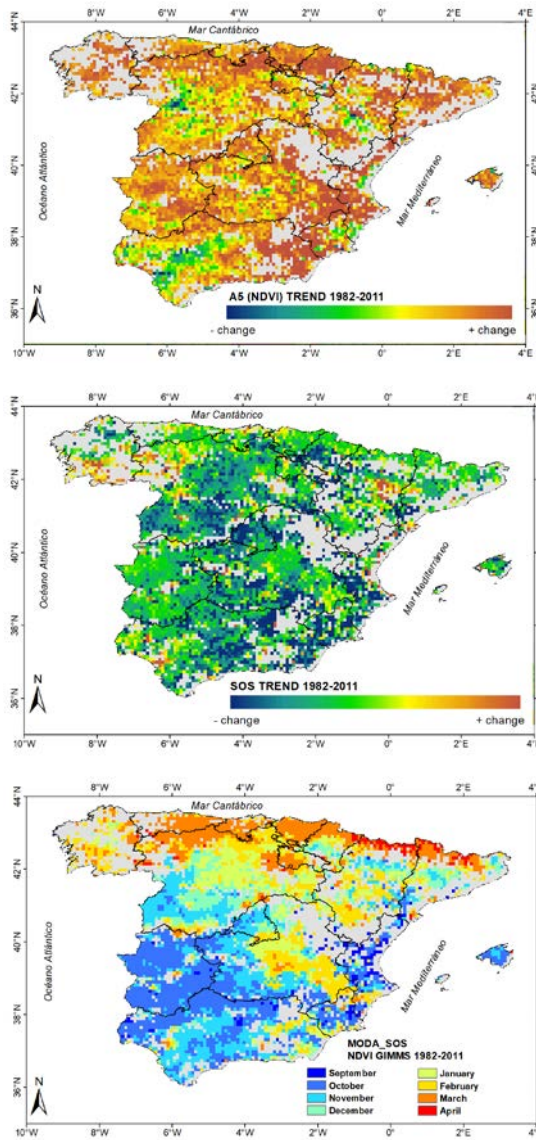 8°W 6°W 4°W 2°W 0° 2°E 4°E
44°N
Mar Cantábrico
42°N
40°N
Océano Atlántico
Mar Mediterráneo
38°N
36°N
A5 (NDVI) TREND 1982-2011
N
- change + change
10°W 8°W 6°W 4°W 2°W 0° 2°E 4°E
8°W 6°W 4°W 2°W 0° 2°E 4°E
44°N
Mar Cantábrico
42°N
40°N
Océano Atlántico
Mar Mediterráneo
38°N
36°N
SOS TREND 1982-2011
N
- change + change
10°W 8°W 6°W 4°W 2°W 0° 2°E 4°E
8°W 6°W 4°W 2°W 0° 2°E 4°E
44°N
Mar Cantábrico
42°N
40°N
Océano Atlántico
Mar Mediterráneo
38°N
36°N
MODA_SOS
NDVI GIMMS 1982-2011
September January
October February
November March
December April
N
10°W 8°W 6°W 4°W 2°W 0° 2°E 4°E